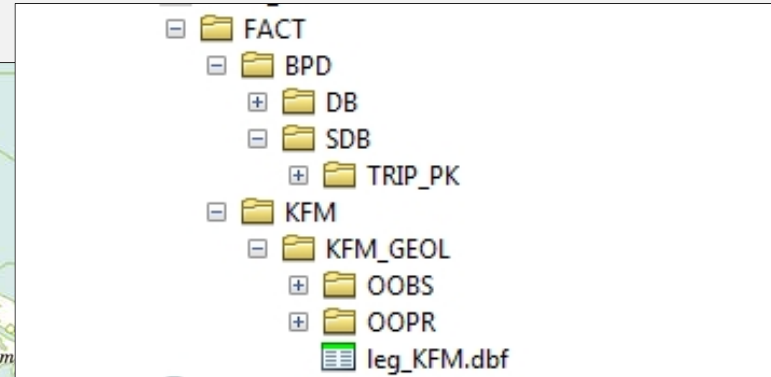 FACT
BPD
DB
SDB
TRIP_PK
KFM
KFM_GEOL
OOBS
OOPR
leg_KFM.dbf